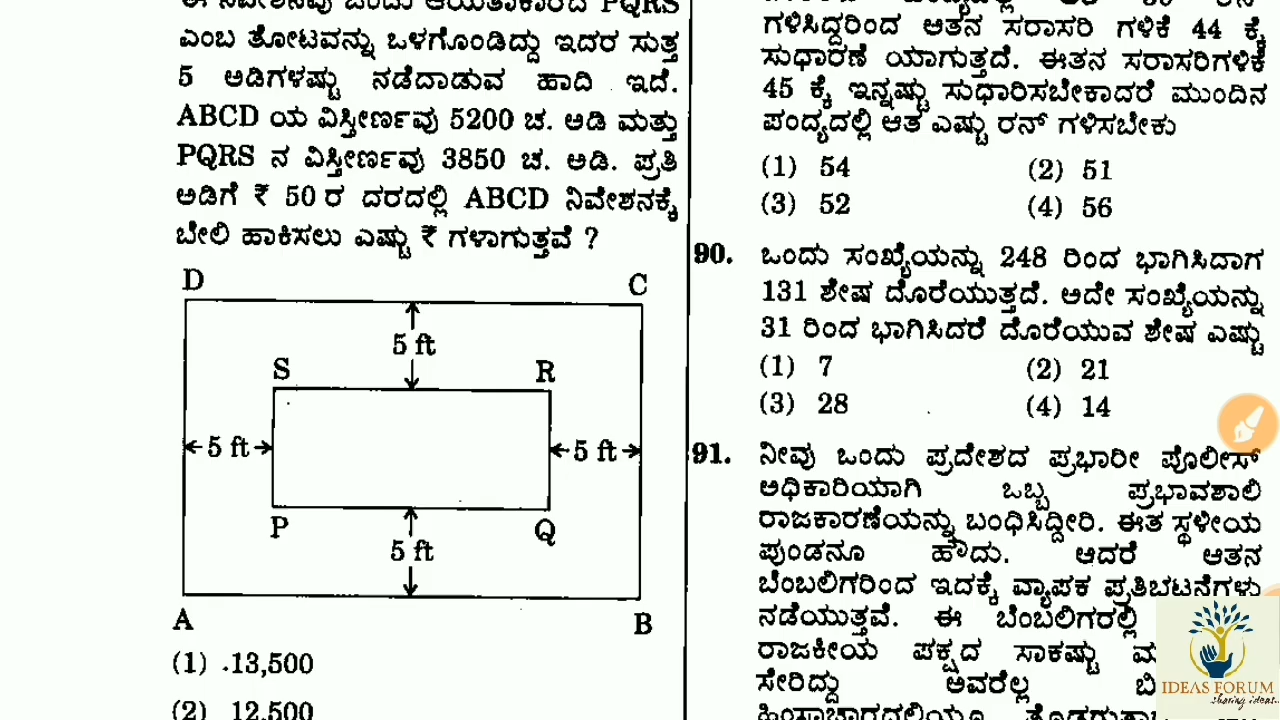 ಈ ನಿವೇಶನವು ಒಂದು ಆಯತಾಕಾರದ PQRS
ಎಂಬ ತೋಟವನ್ನು ಒಳಗೊಂಡಿದ್ದು ಇದರ ಸುತ್ತ
5 ಅಡಿಗಳಷ್ಟು ನಡೆದಾಡುವ ಹಾದಿ ಇದೆ.
ABCD ಯ ವಿಸ್ತೀರ್ಣವು 5200 ಚ. ಅಡಿ ಮತ್ತು
PQRS ನ ವಿಸ್ತೀರ್ಣವು 3850 ಚ. ಅಡಿ. ಪ್ರತಿ
ಅಡಿಗೆ ₹ 50 ರ ದರದಲ್ಲಿ ABCD ನಿವೇಶನಕ್ಕೆ
ಬೇಲಿ ಹಾಕಿಸಲು ಎಷ್ಟು ₹ ಗಳಾಗುತ್ತವೆ ?
D C
5 ft
S R
5 ft 5 ft
P Q
5 ft
A B
(1) .13,500
(2) 12,500
ಗಳಿಸಿದ್ದರಿಂದ ಆತನ ಸರಾಸರಿ ಗಳಿಕೆ 44 ಕ್ಕೆ
ಸುಧಾರಣೆ ಯಾಗುತ್ತದೆ. ಈತನ ಸರಾಸರಿಗಳಿಕೆ
45 ಕ್ಕೆ ಇನ್ನಷ್ಟು ಸುಧಾರಿಸಬೇಕಾದರೆ ಮುಂದಿನ
ಪಂದ್ಯದಲ್ಲಿ ಆತ ಎಷ್ಟು ರನ್ ಗಳಿಸಬೇಕು
(1) 54 (2) 51
(3) 52 (4) 56
90. ಒಂದು ಸಂಖ್ಯೆಯನ್ನು 248 ರಿಂದ ಭಾಗಿಸಿದಾಗ
131 ಶೇಷ ದೊರೆಯುತ್ತದೆ. ಅದೇ ಸಂಖ್ಯೆಯನ್ನು
31 ರಿಂದ ಭಾಗಿಸಿದರೆ ದೊರೆಯುವ ಶೇಷ ಎಷ್ಟು
(1) 7 (2) 21
(3) 28 (4) 14
91. ನೀವು ಒಂದು ಪ್ರದೇಶದ ಪ್ರಭಾರೀ ಪೊಲೀಸ್
ಅಧಿಕಾರಿಯಾಗಿ ಒಬ್ಬ ಪ್ರಭಾವಶಾಲಿ
ರಾಜಕಾರಣಿಯನ್ನು ಬಂಧಿಸಿದ್ದೀರಿ. ಈತ ಸ್ಥಳೀಯ
ಪುಂಡನೂ ಹೌದು. ಆದರೆ ಆತನ
ಬೆಂಬಲಿಗರಿಂದ ಇದಕ್ಕೆ ವ್ಯಾಪಕ ಪ್ರತಿಭಟನೆಗಳು
ನಡೆಯುತ್ತವೆ. ಈ ಬೆಂಬಲಿಗರಲ್ಲಿ
ರಾಜಕೀಯ ಪಕ್ಷದ ಸಾಕಷ್ಟು
ಸೇರಿದ್ದು ಅವರೆಲ್ಲ
IDEAS FORUM
sharing ideas